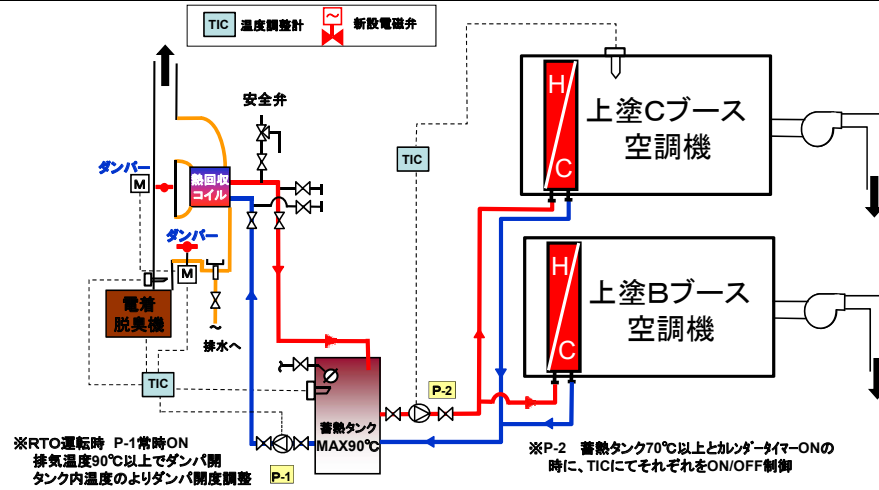 TIC 温度調整計 新設電磁弁
安全弁
ダンパー
M
熱回収
コイル
ダンパー
M
電着
脱臭機
排水へ
TIC
TIC
H
C
上塗Cブース
空調機
H
C
上塗Bブース
空調機
P-2
蓄熱タンク
MAX90℃
P-1
※RTO運転時 P-1常時ON
排気温度90℃以上でダンパ開
タンク内温度のよりダンパ開度調整
※P-2 蓄熱タンク70℃以上とカレンダータイマーONの
時に、TICにてそれぞれをON/OFF制御